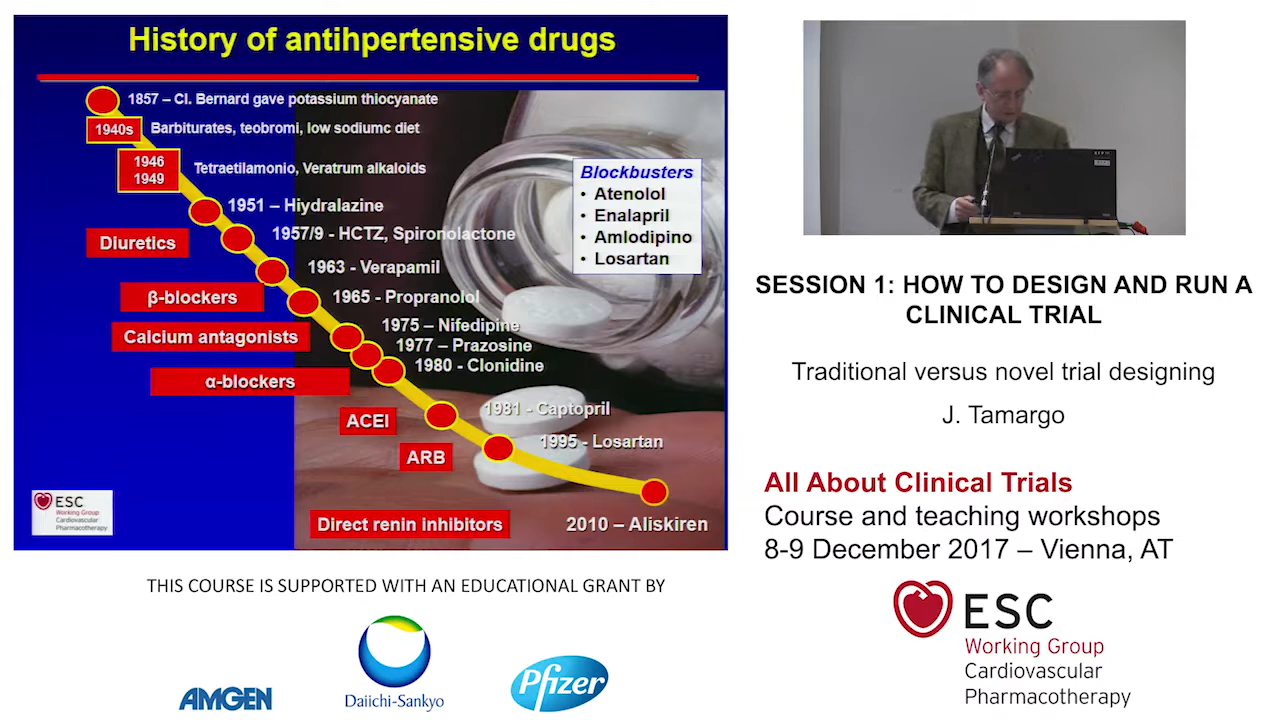 History of antihpertensive drugs
1857 – Cl. Bernard gave potassium thiocyanate
1940s
Barbiturates, teobromi, low sodiumc diet
1946
1949
Tetraetilamonio, Veratrum alkaloids
1951 – Hiydralazine
1957/9 - HCTZ, Spironolactone
Diuretics
1963 - Verapamil
β-blockers
1965 - Propranolol
Calcium antagonists
1975 – Nifedipine
1977 – Prazosine
1980 - Clonidine
α-blockers
ACEI
1981 - Captopril
ARB
1995 - Losartan
Direct renin inhibitors
2010 – Aliskiren
Blockbusters
• Atenolol
• Enalapril
• Amlodipino
• Losartan
ESC
Working Group
Cardiovascular
Pharmacotherapy
SESSION 1: HOW TO DESIGN AND RUN A
CLINICAL TRIAL
Traditional versus novel trial designing
J. Tamargo
All About Clinical Trials
Course and teaching workshops
8-9 December 2017 – Vienna, AT
ESC
Working Group
Cardiovascular
Pharmacotherapy
THIS COURSE IS SUPPORTED WITH AN EDUCATIONAL GRANT BY
AMGEN
Daiichi-Sankyo
Pfizer